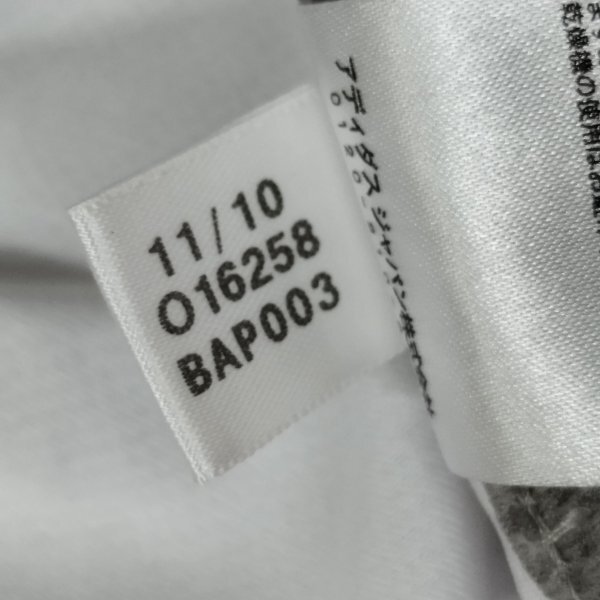 11/10
O16258
BAP003
アディダス ジャパン株式会社
乾燥機の使用はお避け